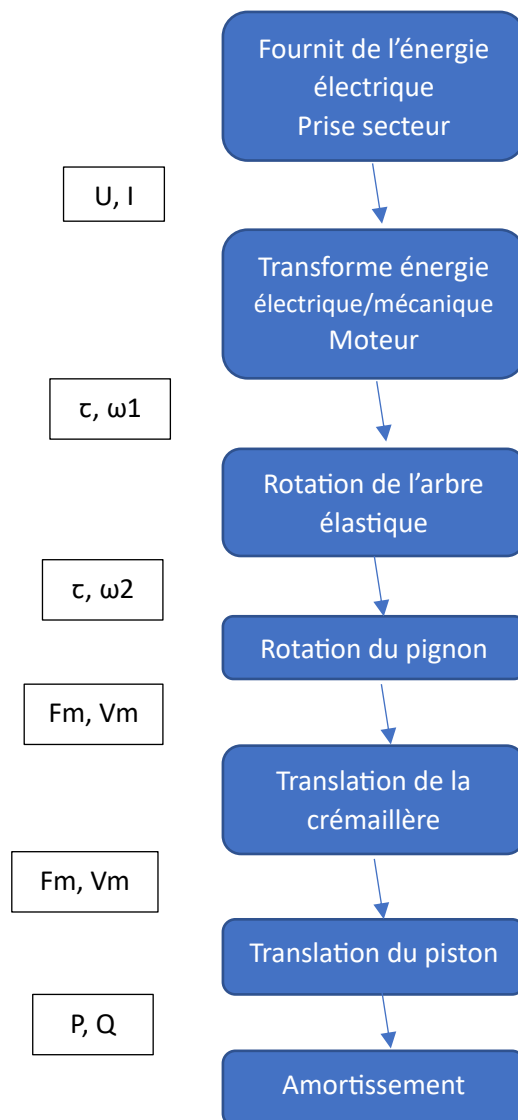 Fournit de l’énergie
électrique
Prise secteur
U, I
Transforme énergie
électrique/mécanique
Moteur
τ, ω1
Rotation de l’arbre
élastique
τ, ω2
Rotation du pignon
Fm, Vm
Translation de la
crémaillère
Fm, Vm
Translation du piston
P, Q
Amortissement